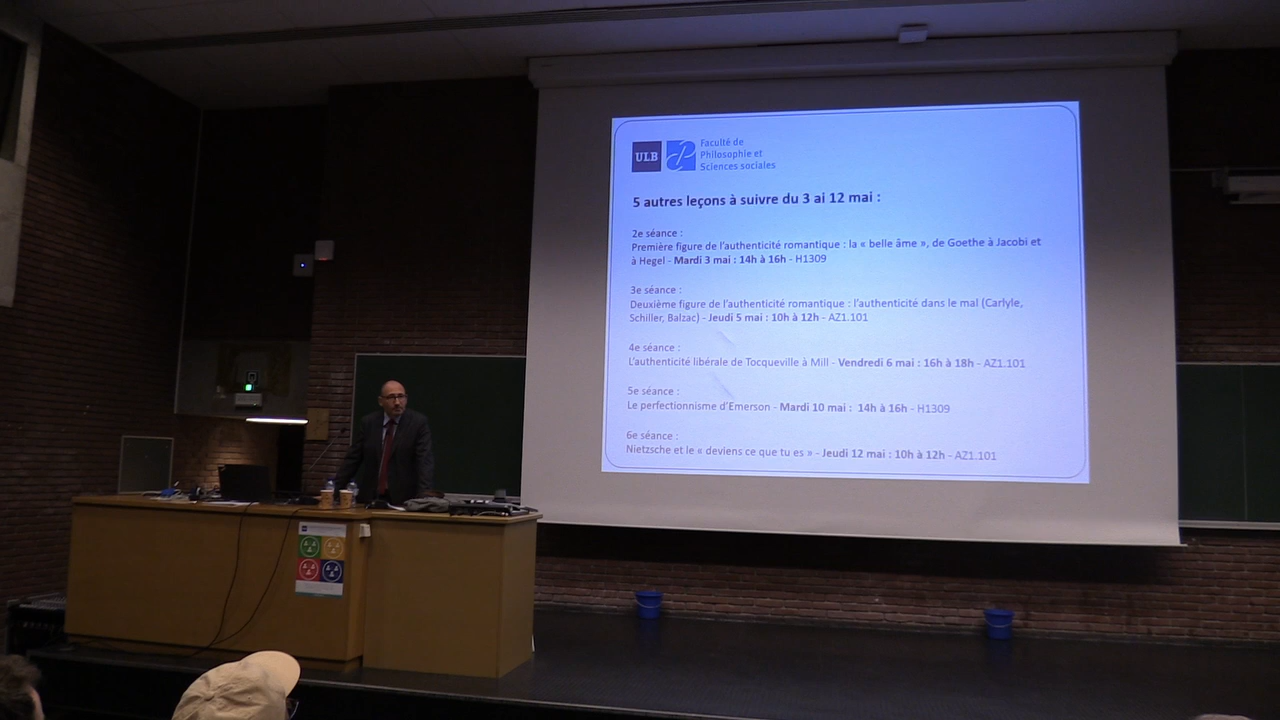 ULB
Faculté de
Philosophie et
Sciences sociales
5 autres leçons à suivre du 3 ai 12 mai :
2e séance :
Première figure de l'authenticité romantique : la « belle âme », de Goethe à Jacobi et
à Hegel - Mardi 3 mai : 14h à 16h - H1309
3e séance :
Deuxième figure de l'authenticité romantique : l'authenticité dans le mal (Carlyle,
Schiller, Balzac) - Jeudi 5 mai : 10h à 12h - AZ1.101
4e séance :
L'authenticité libérale de Tocqueville à Mill - Vendredi 6 mai : 16h à 18h - AZ1.101
5e séance :
Le perfectionnisme d'Emerson - Mardi 10 mai : 14h à 16h - H1309
6e séance :
Nietzsche et le « deviens ce que tu es » - Jeudi 12 mai : 10h à 12h - AZ1.101